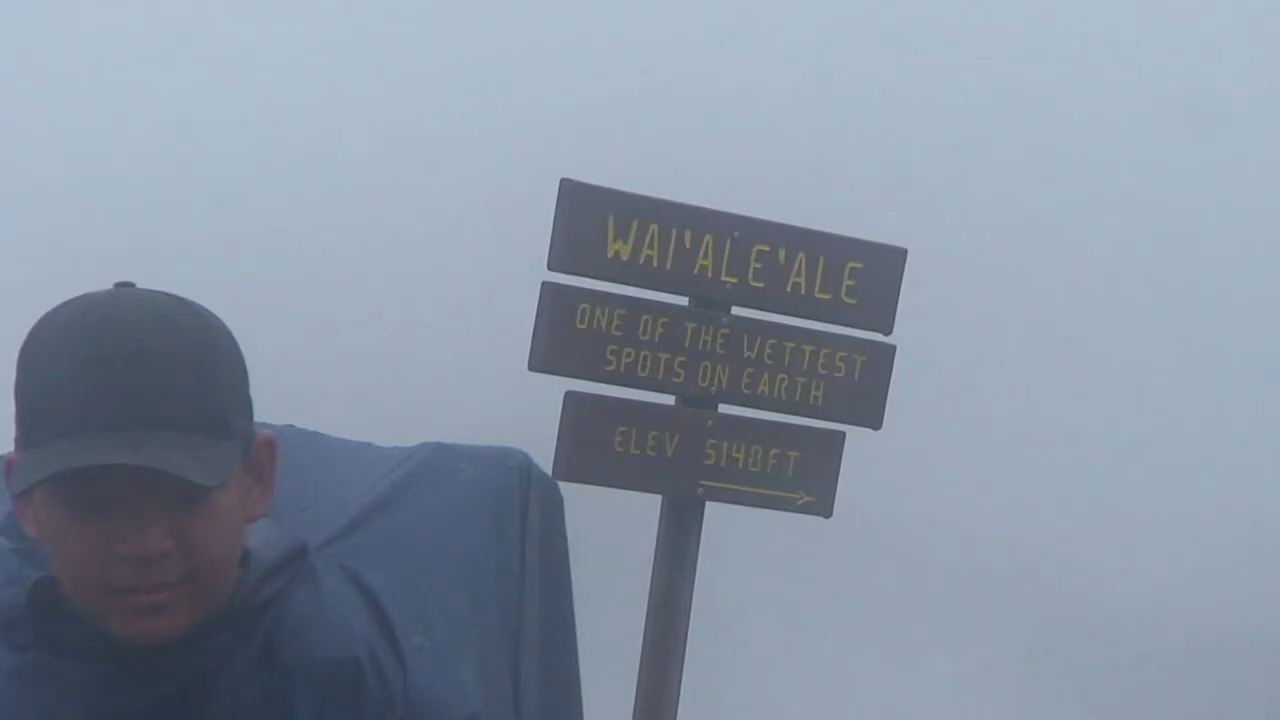 WAI'ALE'ALE
ONE OF THE WETTEST
SPOTS ON EARTH
ELEV 5148FT